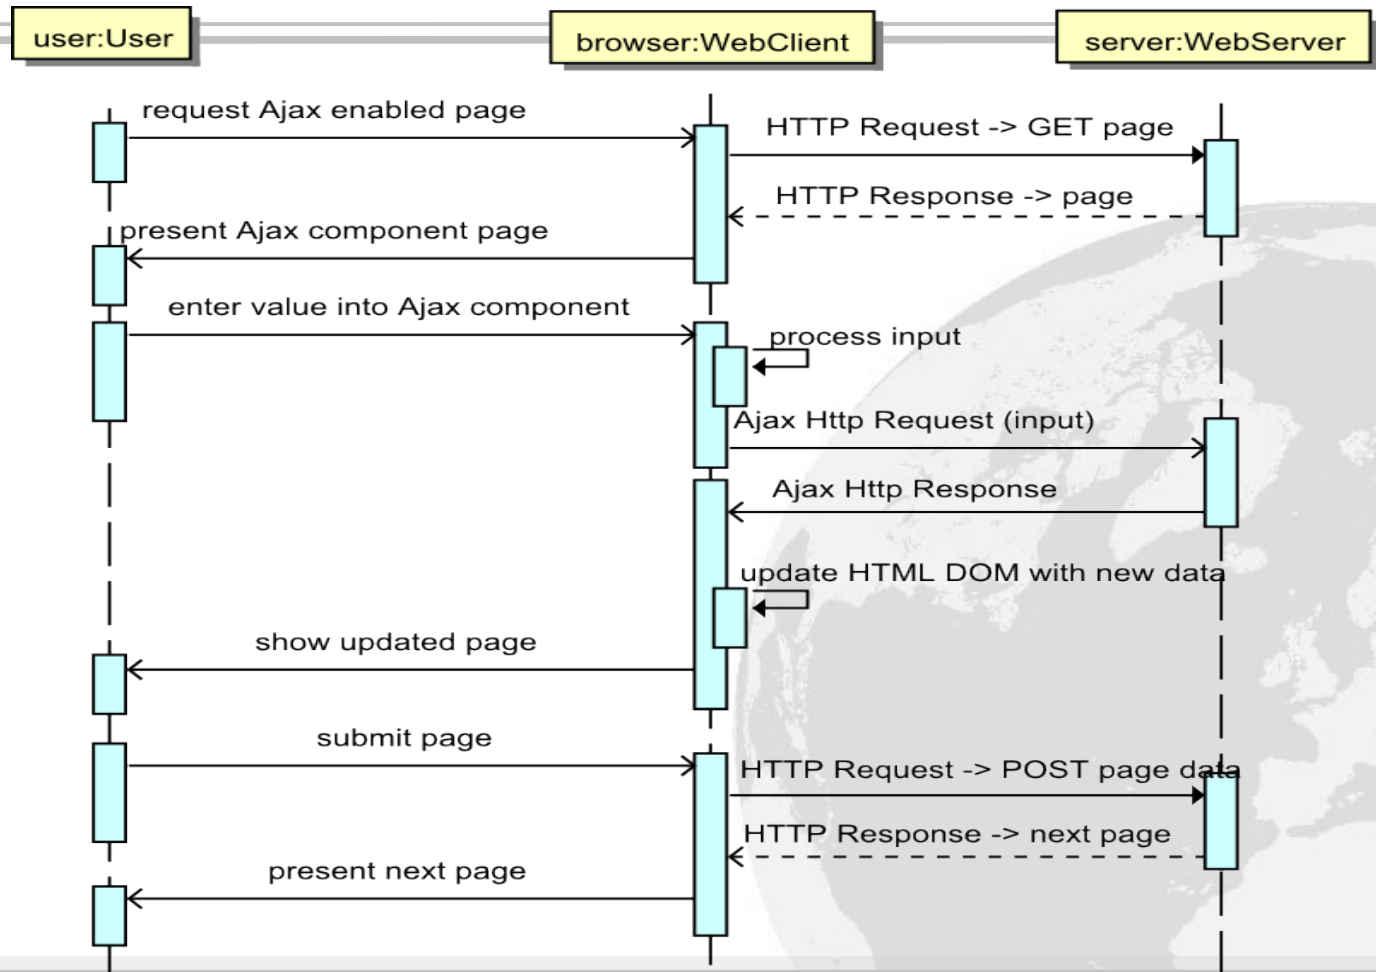 user:User
browser:WebClient
server:WebServer
request Ajax enabled page
HTTP Request -> GET page
HTTP Response -> page
present Ajax component page
enter value into Ajax component
process input
Ajax Http Request (input)
Ajax Http Response
update HTML DOM with new data
show updated page
submit page
HTTP Request -> POST page data
HTTP Response -> next page
present next page